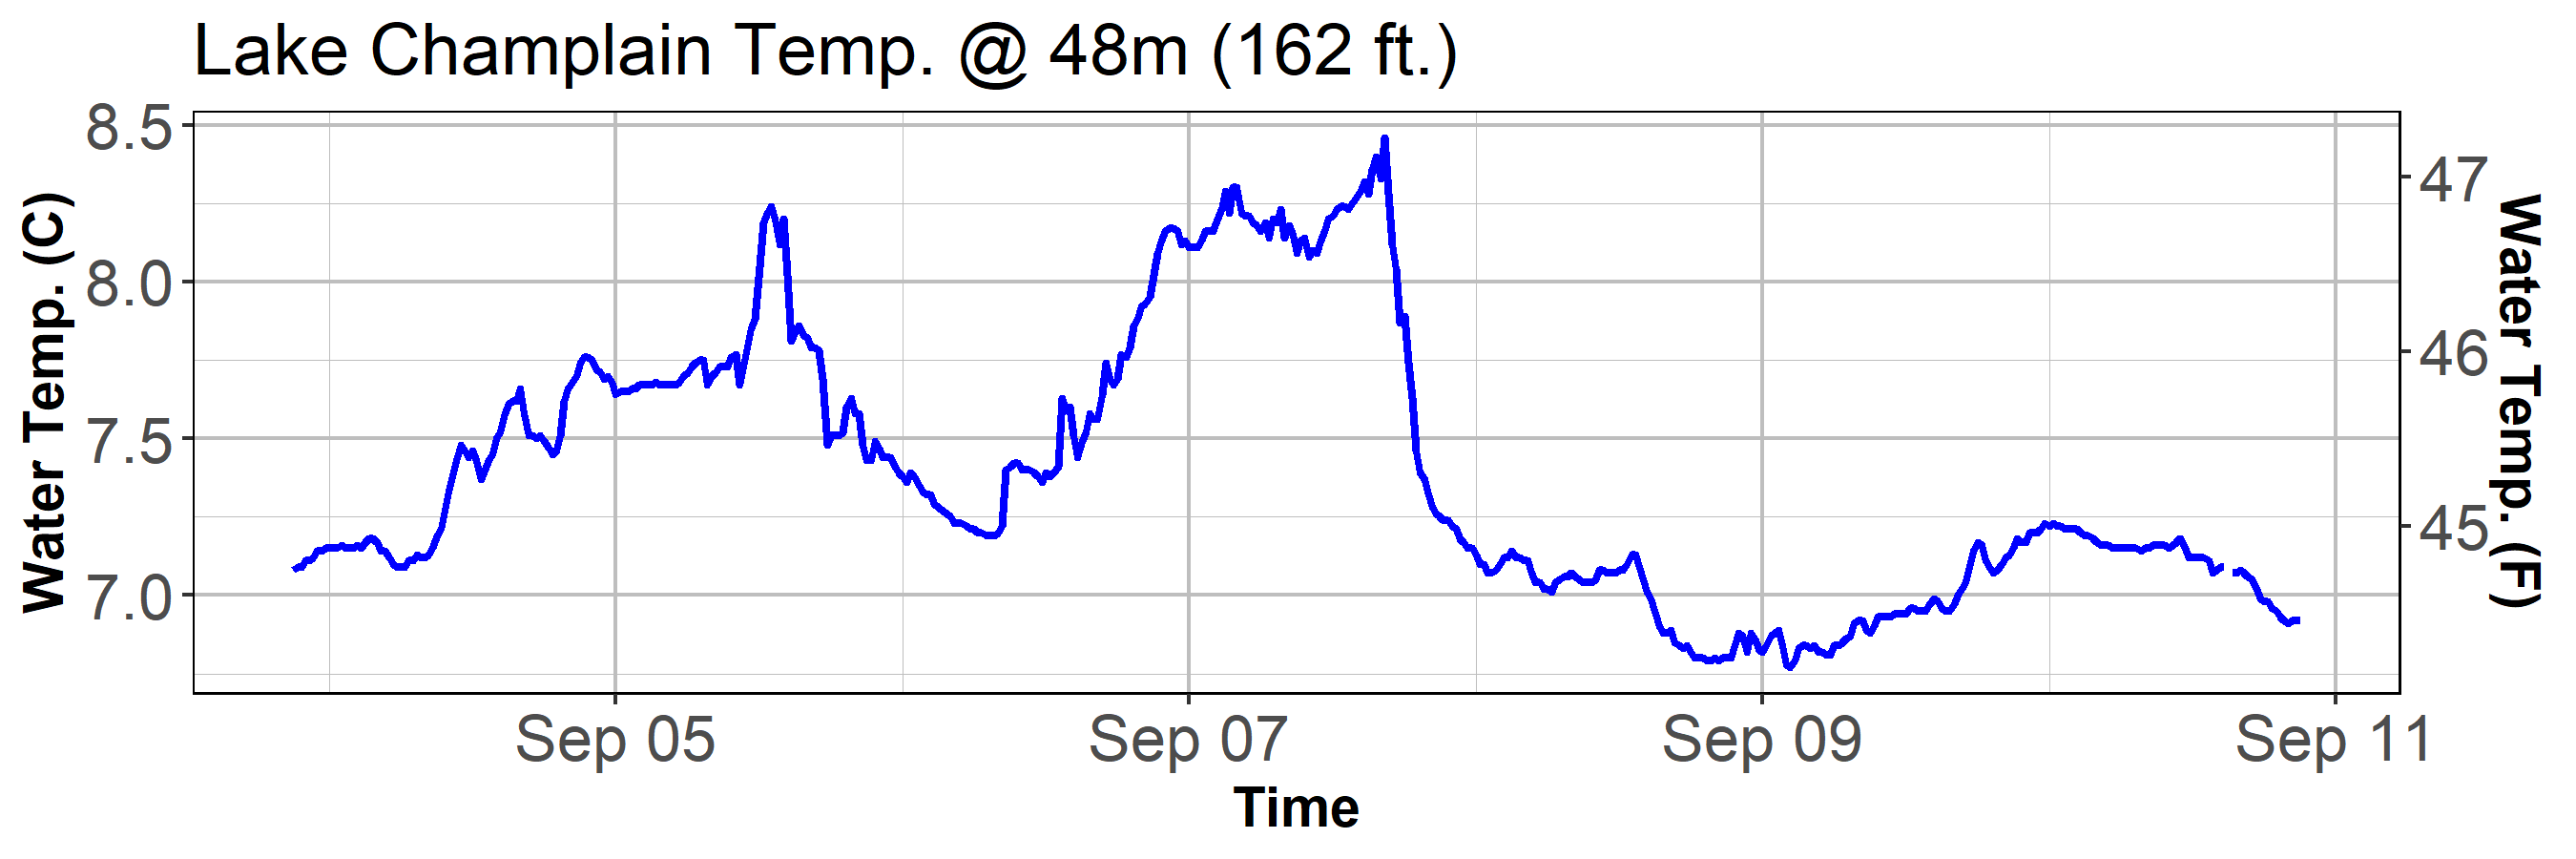 Lake Champlain Temp. @ 48m (162 ft.)
Water Temp. (C)
8.5
8.0
7.5
7.0
47
46
45
Water Temp. (F)
Sep 05
Sep 07
Sep 09
Sep 11
Time